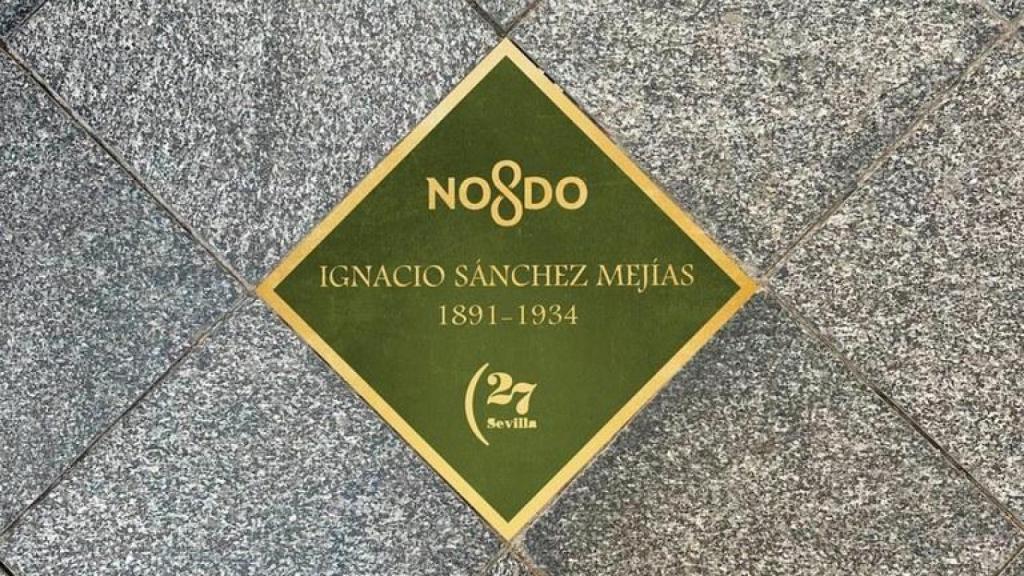 NO8DO
IGNACIO SÁNCHEZ MEJÍAS
1891-1934
(27
Sevilla